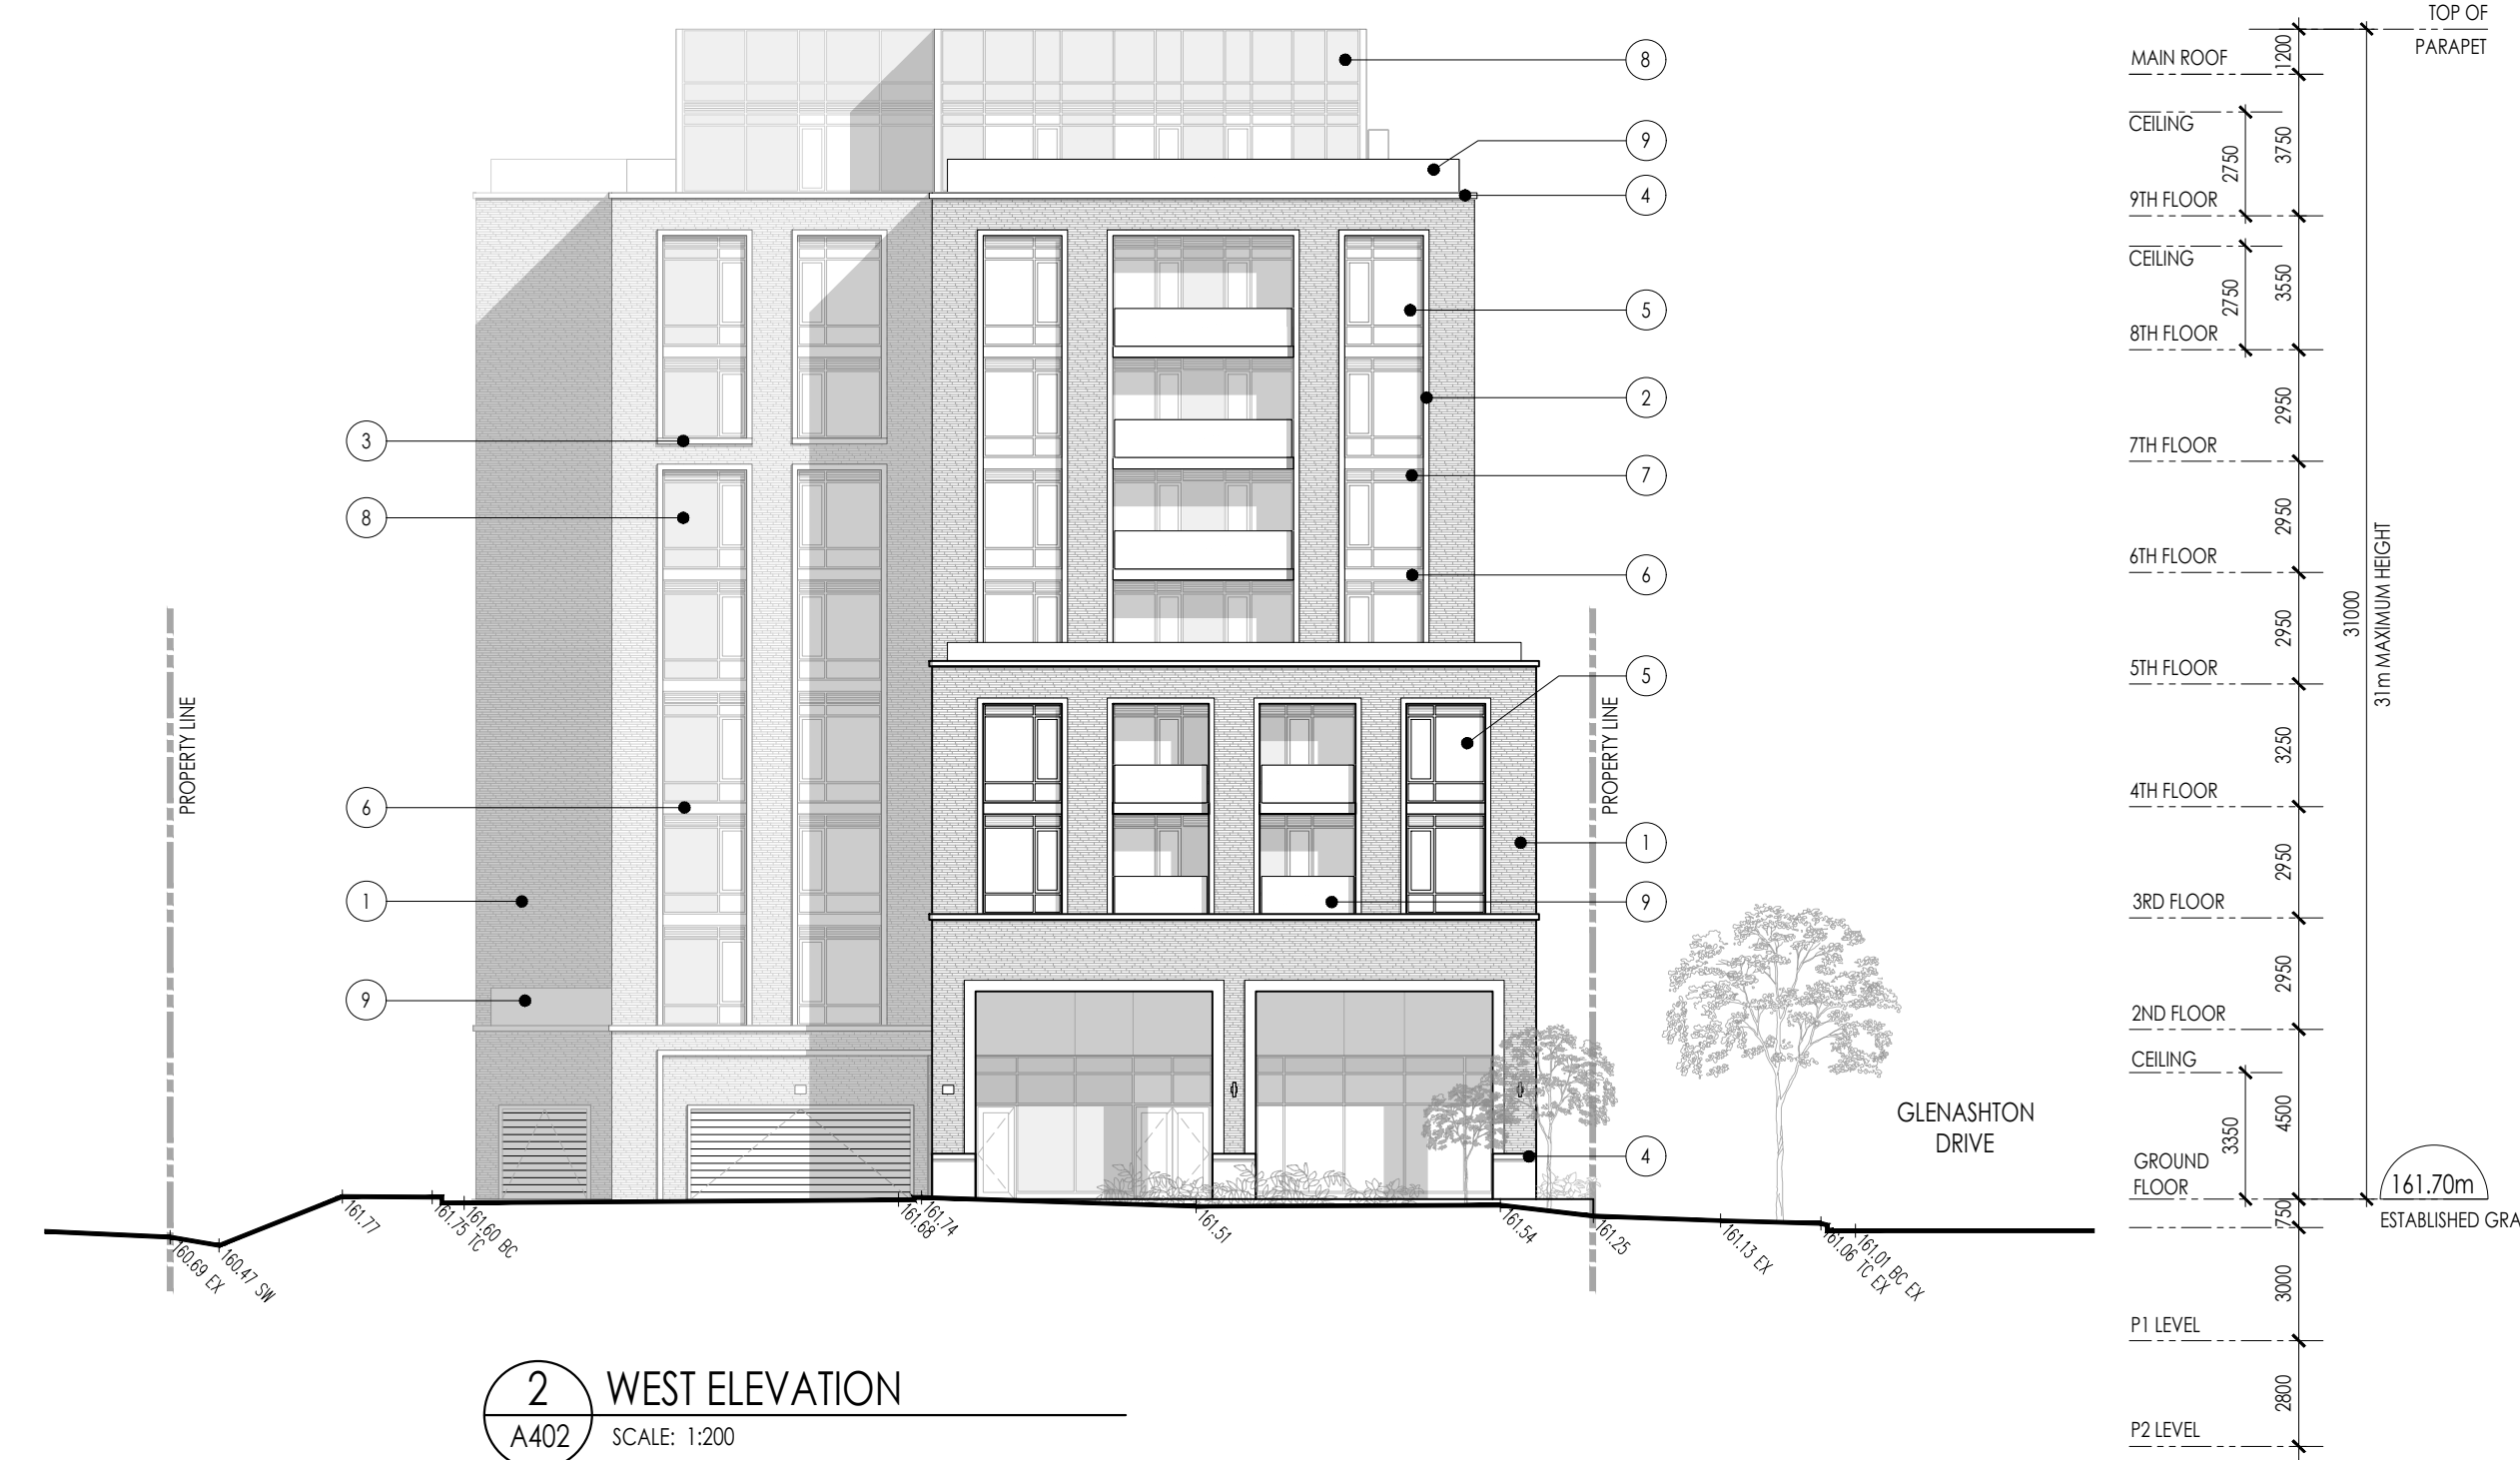 TOP OF
PARAPET
1200
MAIN ROOF
CEILING
2750
3750
9TH FLOOR
CEILING
2750
3550
8TH FLOOR
2950
7TH FLOOR
2950
6TH FLOOR
2950
5TH FLOOR
3250
4TH FLOOR
2950
3RD FLOOR
2950
2ND FLOOR
CEILING
3350
4500
GROUND
FLOOR
750
3000
P1 LEVEL
2800
P2 LEVEL
31000
31m MAXIMUM HEIGHT
161.70m
ESTABLISHED GRA
8
9
4
5
2
7
6
5
1
9
4
3
8
6
1
9
PROPERTY LINE
PROPERTY LINE
GLENASHTON
DRIVE
160.69 EX
160.47 SW
161.77
161.75 TC
161.60 BC
161.68
161.74
161.51
161.54
161.25
161.13 EX
161.06 TC EX
161.01 BC EX
2
A402
WEST ELEVATION
SCALE: 1:200